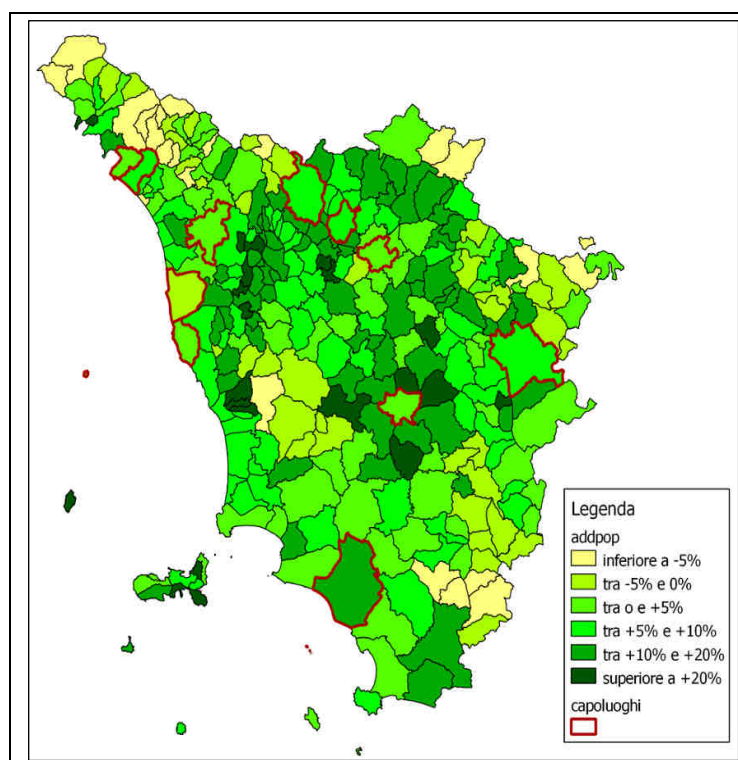 Legenda
addpop
inferiore a -5%
tra -5% e 0%
tra o e +5%
tra +5% e +10%
tra +10% e +20%
superiore a +20%
capoluoghi